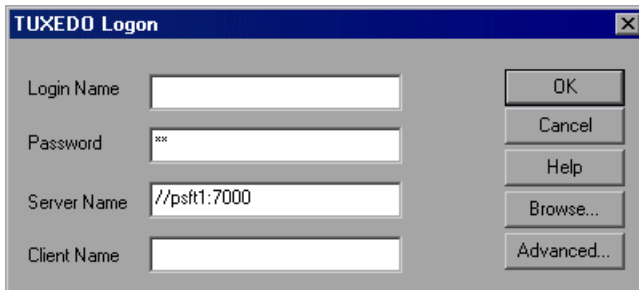 TUXEDO Logon
Login Name
OK
Password
**
Cancel
Help
Server Name
//psft1:7000
Browse...
Client Name
Advanced...